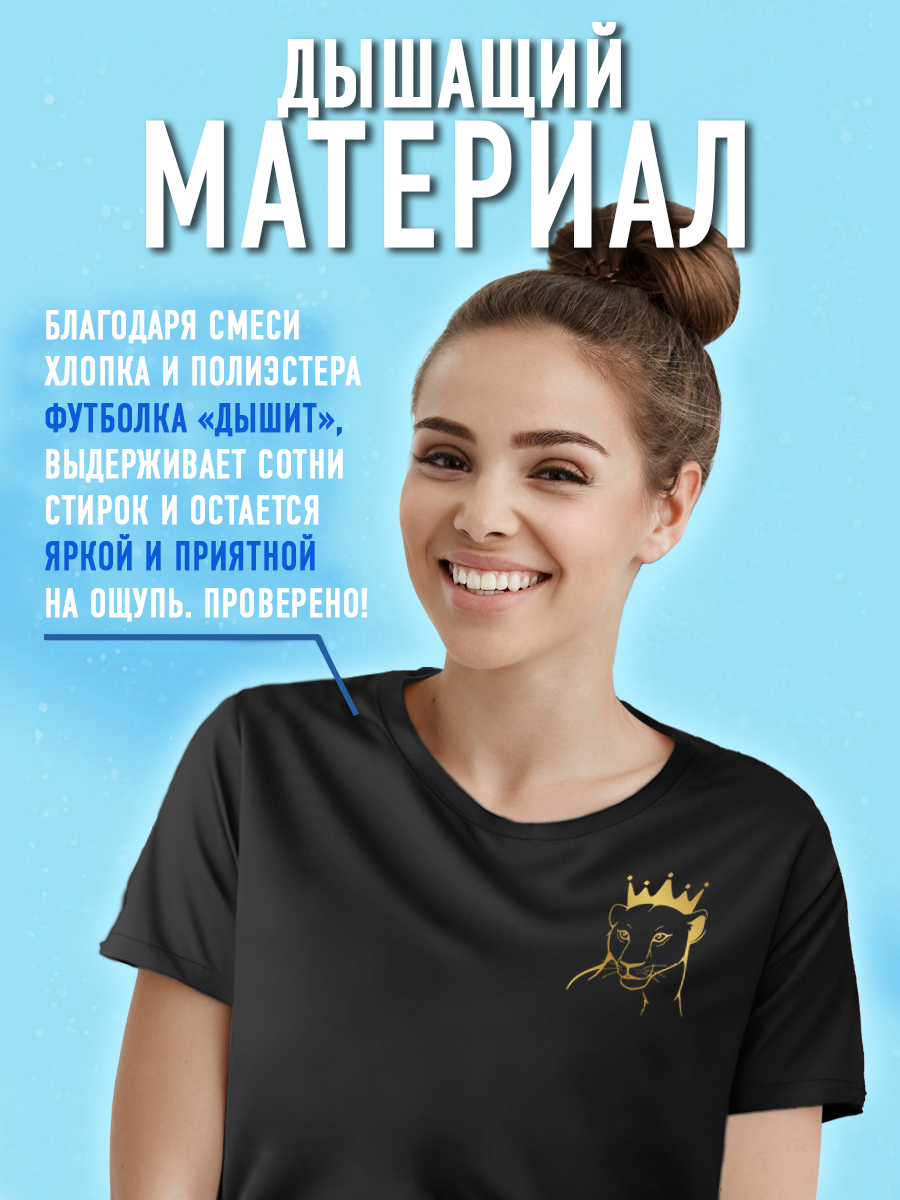 ДЫШАЩИЙ
МАТЕРИАЛ
БЛАГОДАРЯ СМЕСИ
ХЛОПКА И ПОЛИЭСТЕРА
ФУТБОЛКА «ДЫШИТ»,
ВЫДЕРЖИВАЕТ СОТНИ
СТИРОК И ОСТАЕТСЯ
ЯРКОЙ И ПРИЯТНОЙ
НА ОЩУПЬ. ПРОВЕРЕНО!